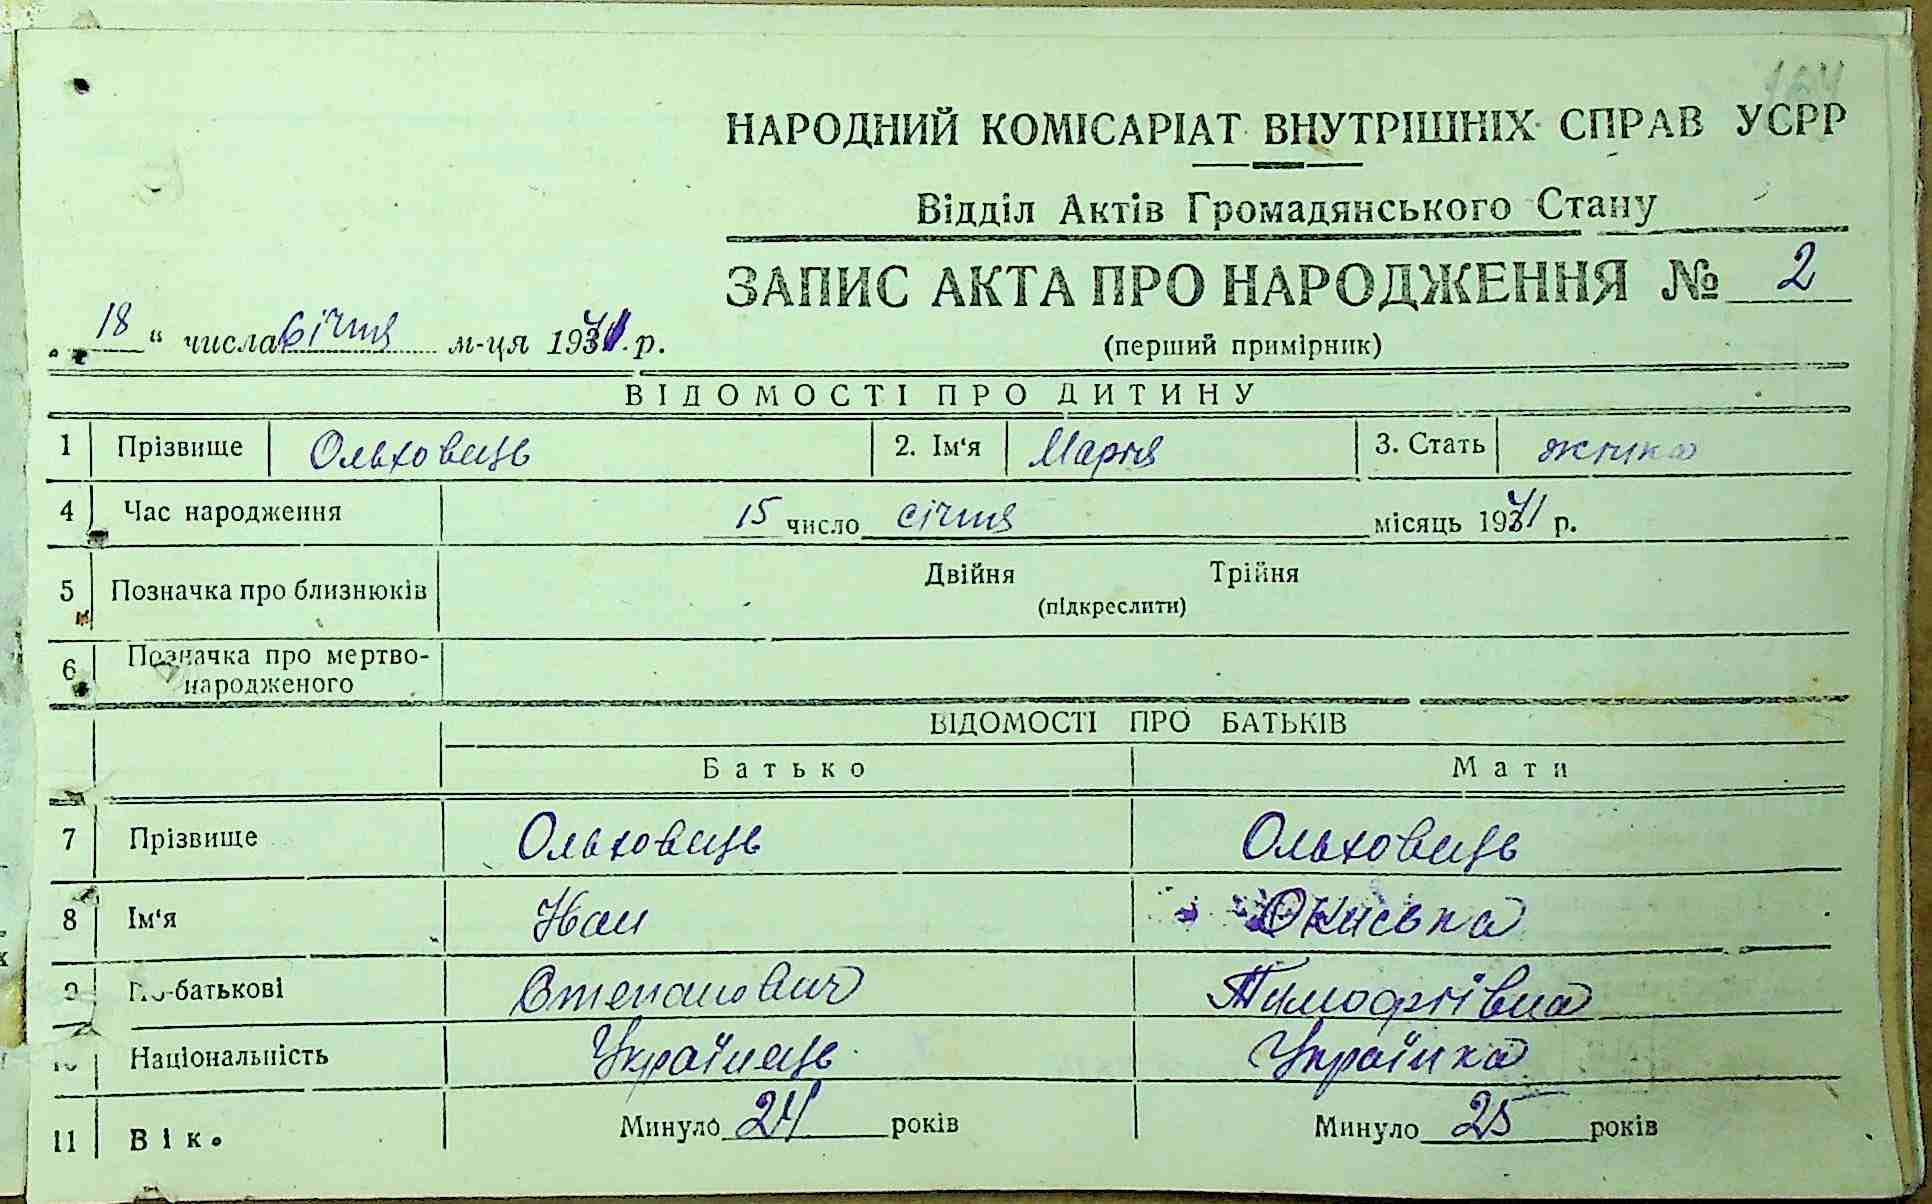 НАРОДНИЙ КОМІСАРІАТ ВНУТРІШНІХ СПРАВ УСРР
Відділ Актів Громадянського Стану
ЗАПИС АКТА ПРО НАРОДЖЕННЯ № 2
„ 18 “ числа січня м-ця 1941 р.
(перший примірник)
ВІДОМОСТІ ПРО ДИТИНУ
1 Прізвище Ольховець 2. Ім‘я Марія 3. Стать жінка
4 Час народження 15 число січня місяць 1941 р.
5 Позначка про близнюків Двійня Трійня
(підкреслити)
6 Позначка про мертво-
народженого
ВІДОМОСТІ ПРО БАТЬКІВ
Батько Мати
7 Прізвище Ольховець Ольховець
8 Ім‘я Іван
9 По-батькові Степанович Тимофіївна
10 Національність Українець Українка
11 Вік. Минуло 24 років Минуло 25 років